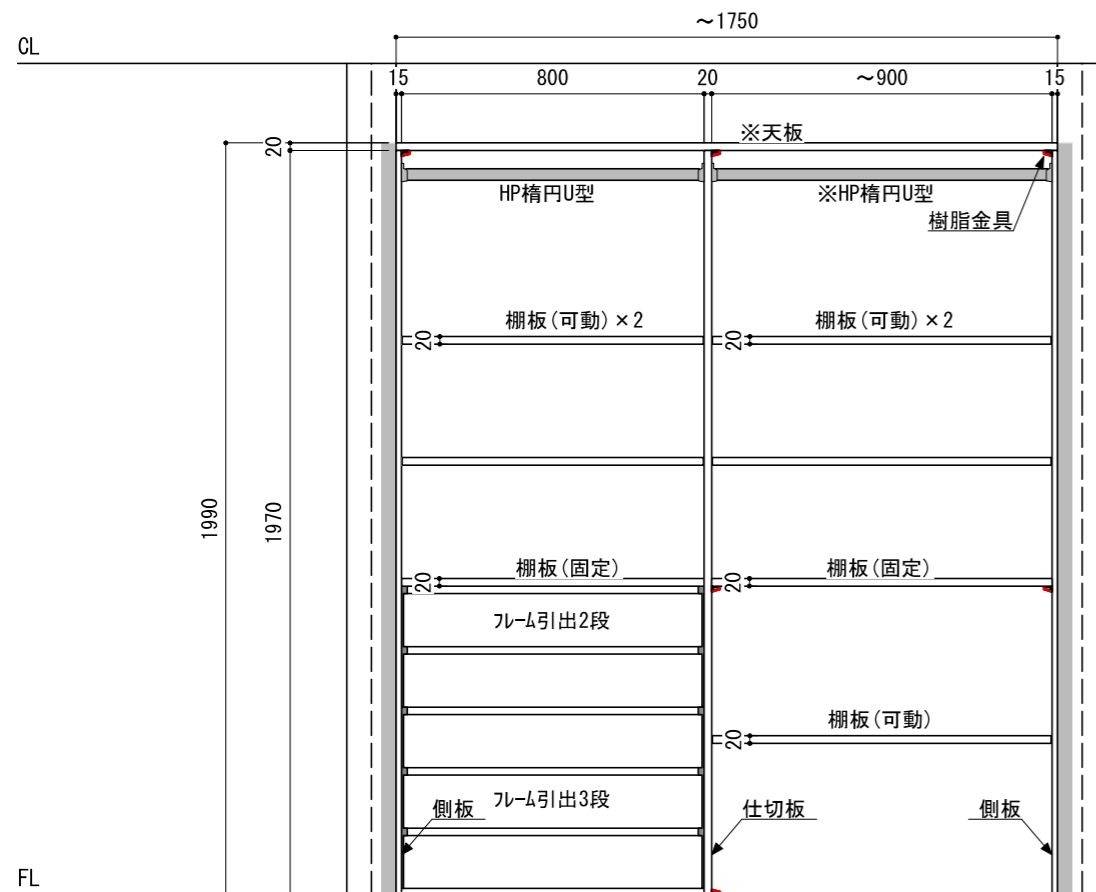 ～1750
CL
15
800
20
～900
15
20
※天板
HP楕円U型
※HP楕円U型
樹脂金具
棚板(可動)×2
棚板(可動)×2
20
20
1990
1970
棚板(固定)
棚板(固定)
20
20
ﾌﾚｰﾑ引出2段
棚板(可動)
20
ﾌﾚｰﾑ引出3段
側板
仕切板
側板
FL